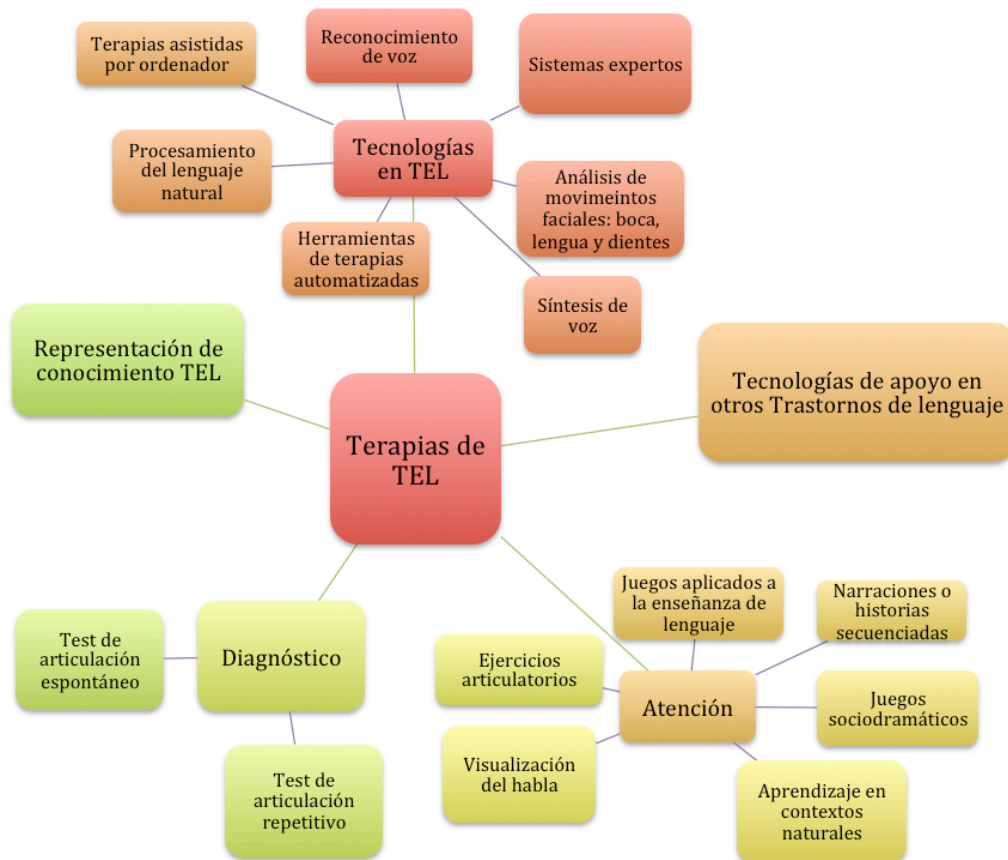 Terapias asistidas
por ordenador
Reconocimiento
de voz
Sistemas expertos
Tecnologías
en TEL
Procesamiento
del lenguaje
natural
Análisis de
movimeintos
faciales: boca,
lengua y dientes
Herramientas
de terapias
automatizadas
Síntesis de
voz
Representación de
conocimiento TEL
Tecnologías de apoyo en
otros Trastornos de lenguaje
Terapias de
TEL
Juegos aplicados a
la enseñanza de
lenguaje
Narraciones o
historias
secuenciadas
Test de
articulación
espontáneo
Diagnóstico
Ejercicios
articulatorios
Atención
Juegos
sociodramáticos
Visualización
del habla
Test de
articulación
repetitivo
Aprendizaje en
contextos
naturales